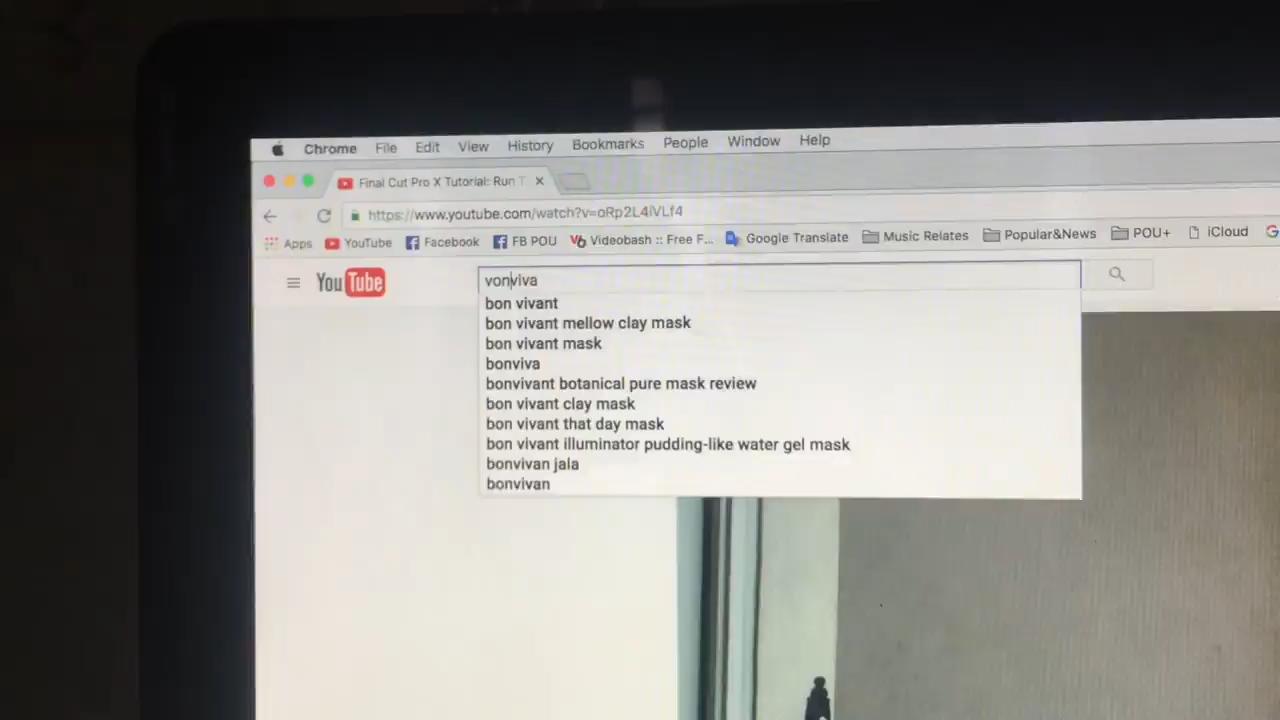 Chrome File Edit View History Bookmarks People Window Help
Final Cut Pro X Tutorial: Run T
https://www.youtube.com/watch?v=oRp2L4iVLf4
Apps YouTube Facebook FB POU Videobash :: Free F... Google Translate Music Relates Popular&News POU+ iCloud
YouTube vonviva
bon vivant
bon vivant mellow clay mask
bon vivant mask
bonviva
bonvivant botanical pure mask review
bon vivant clay mask
bon vivant that day mask
bon vivant illuminator pudding-like water gel mask
bonvivan jala
bonvivan